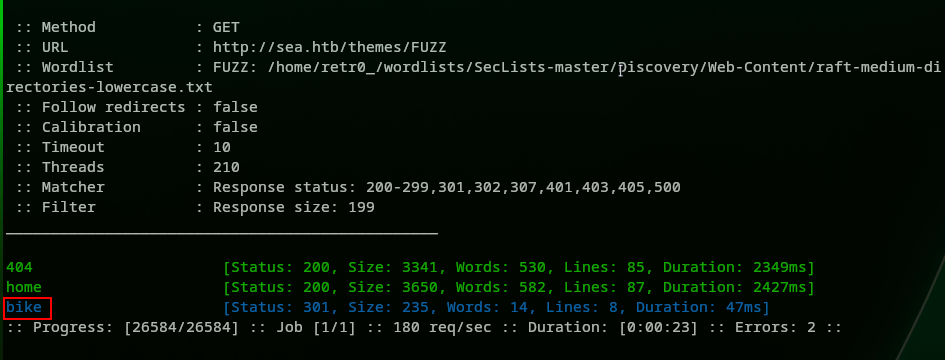 :: Method : GET
:: URL : http://sea.htb/themes/FUZZ
:: Wordlist : FUZZ: /home/retr0_/wordlists/SecLists-master/Discovery/Web-Content/raft-medium-di
rectories-lowercase.txt
:: Follow redirects : false
:: Calibration : false
:: Timeout : 10
:: Threads : 210
:: Matcher : Response status: 200-299,301,302,307,401,403,405,500
:: Filter : Response size: 199
________________________________________________
404 [Status: 200, Size: 3341, Words: 530, Lines: 85, Duration: 2349ms]
home [Status: 200, Size: 3650, Words: 582, Lines: 87, Duration: 2427ms]
bike [Status: 301, Size: 235, Words: 14, Lines: 8, Duration: 47ms]
:: Progress: [26584/26584] :: Job [1/1] :: 180 req/sec :: Duration: [0:00:23] :: Errors: 2 ::